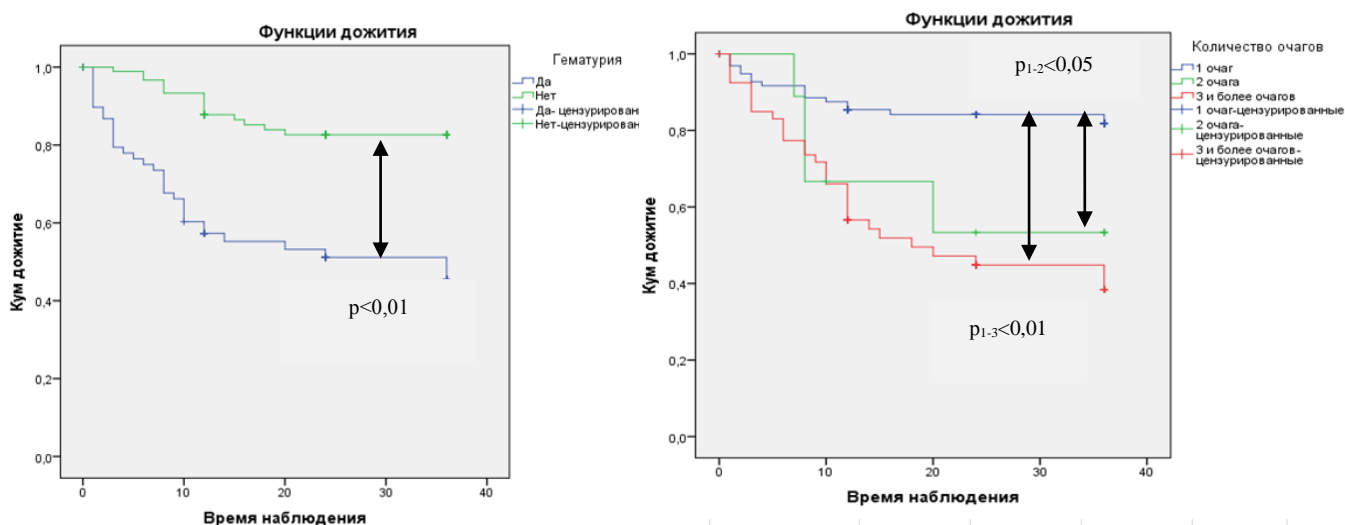 Функции дожития
Гематурия
Да
Нет
Да- цензурирован
Нет-цензурирован
1,0
0,8
0,6
0,4
0,2
0,0
Кум дожитие
p<0,01
0
10
20
30
40
Время наблюдения
Функции дожития
Количество очагов
1 очаг
2 очага
3 и более очагов
1 очаг-цензурированные
2 очага-
цензурированные
3 и более очагов-
цензурированные
1,0
0,8
0,6
0,4
0,2
0,0
Кум дожитие
p1-2<0,05
p1-3<0,01
0
10
20
30
40
Время наблюдения